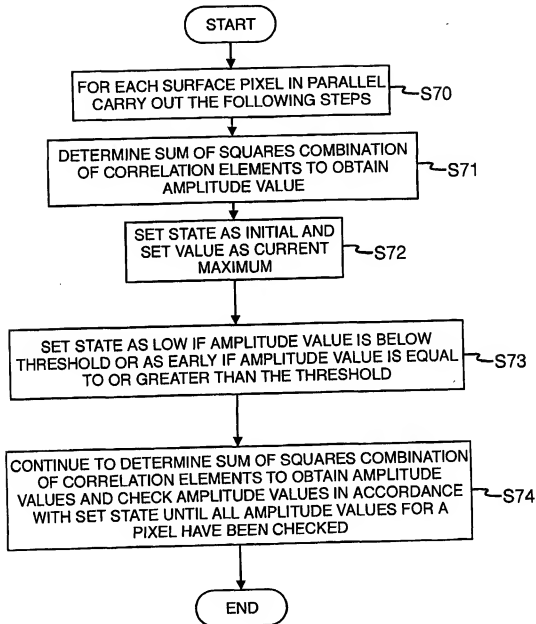 START
FOR EACH SURFACE PIXEL IN PARALLEL
CARRY OUT THE FOLLOWING STEPS
S70
DETERMINE SUM OF SQUARES COMBINATION
OF CORRELATION ELEMENTS TO OBTAIN
AMPLITUDE VALUE
S71
SET STATE AS INITIAL AND
SET VALUE AS CURRENT
MAXIMUM
S72
SET STATE AS LOW IF AMPLITUDE VALUE IS BELOW
THRESHOLD OR AS EARLY IF AMPLITUDE VALUE IS EQUAL
TO OR GREATER THAN THE THRESHOLD
S73
CONTINUE TO DETERMINE SUM OF SQUARES COMBINATION
OF CORRELATION ELEMENTS TO OBTAIN AMPLITUDE
VALUES AND CHECK AMPLITUDE VALUES IN ACCORDANCE
WITH SET STATE UNTIL ALL AMPLITUDE VALUES FOR A
PIXEL HAVE BEEN CHECKED
S74
END